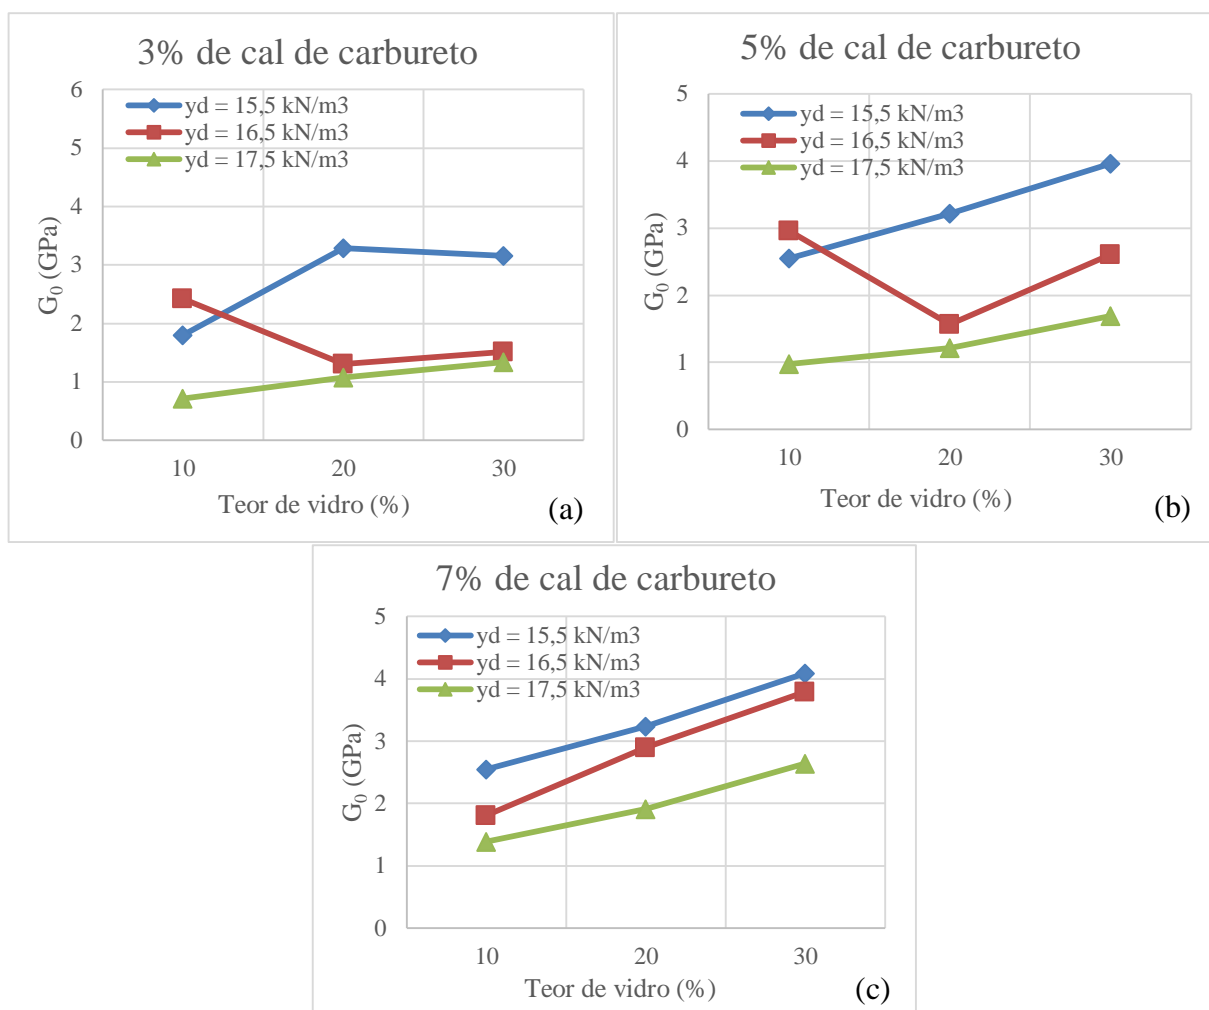 3% de cal de carbureto
6
5
4
3
2
1
0
G0 (GPa)
yd = 15,5 kN/m3
yd = 16,5 kN/m3
yd = 17,5 kN/m3
10 20 30
Teor de vidro (%)
(a)
5% de cal de carbureto
5
4
3
2
1
0
G0 (GPa)
yd = 15,5 kN/m3
yd = 16,5 kN/m3
yd = 17,5 kN/m3
10 20 30
Teor de vidro (%)
(b)
7% de cal de carbureto
5
4
3
2
1
0
G0 (GPa)
yd = 15,5 kN/m3
yd = 16,5 kN/m3
yd = 17,5 kN/m3
10 20 30
Teor de vidro (%)
(c)